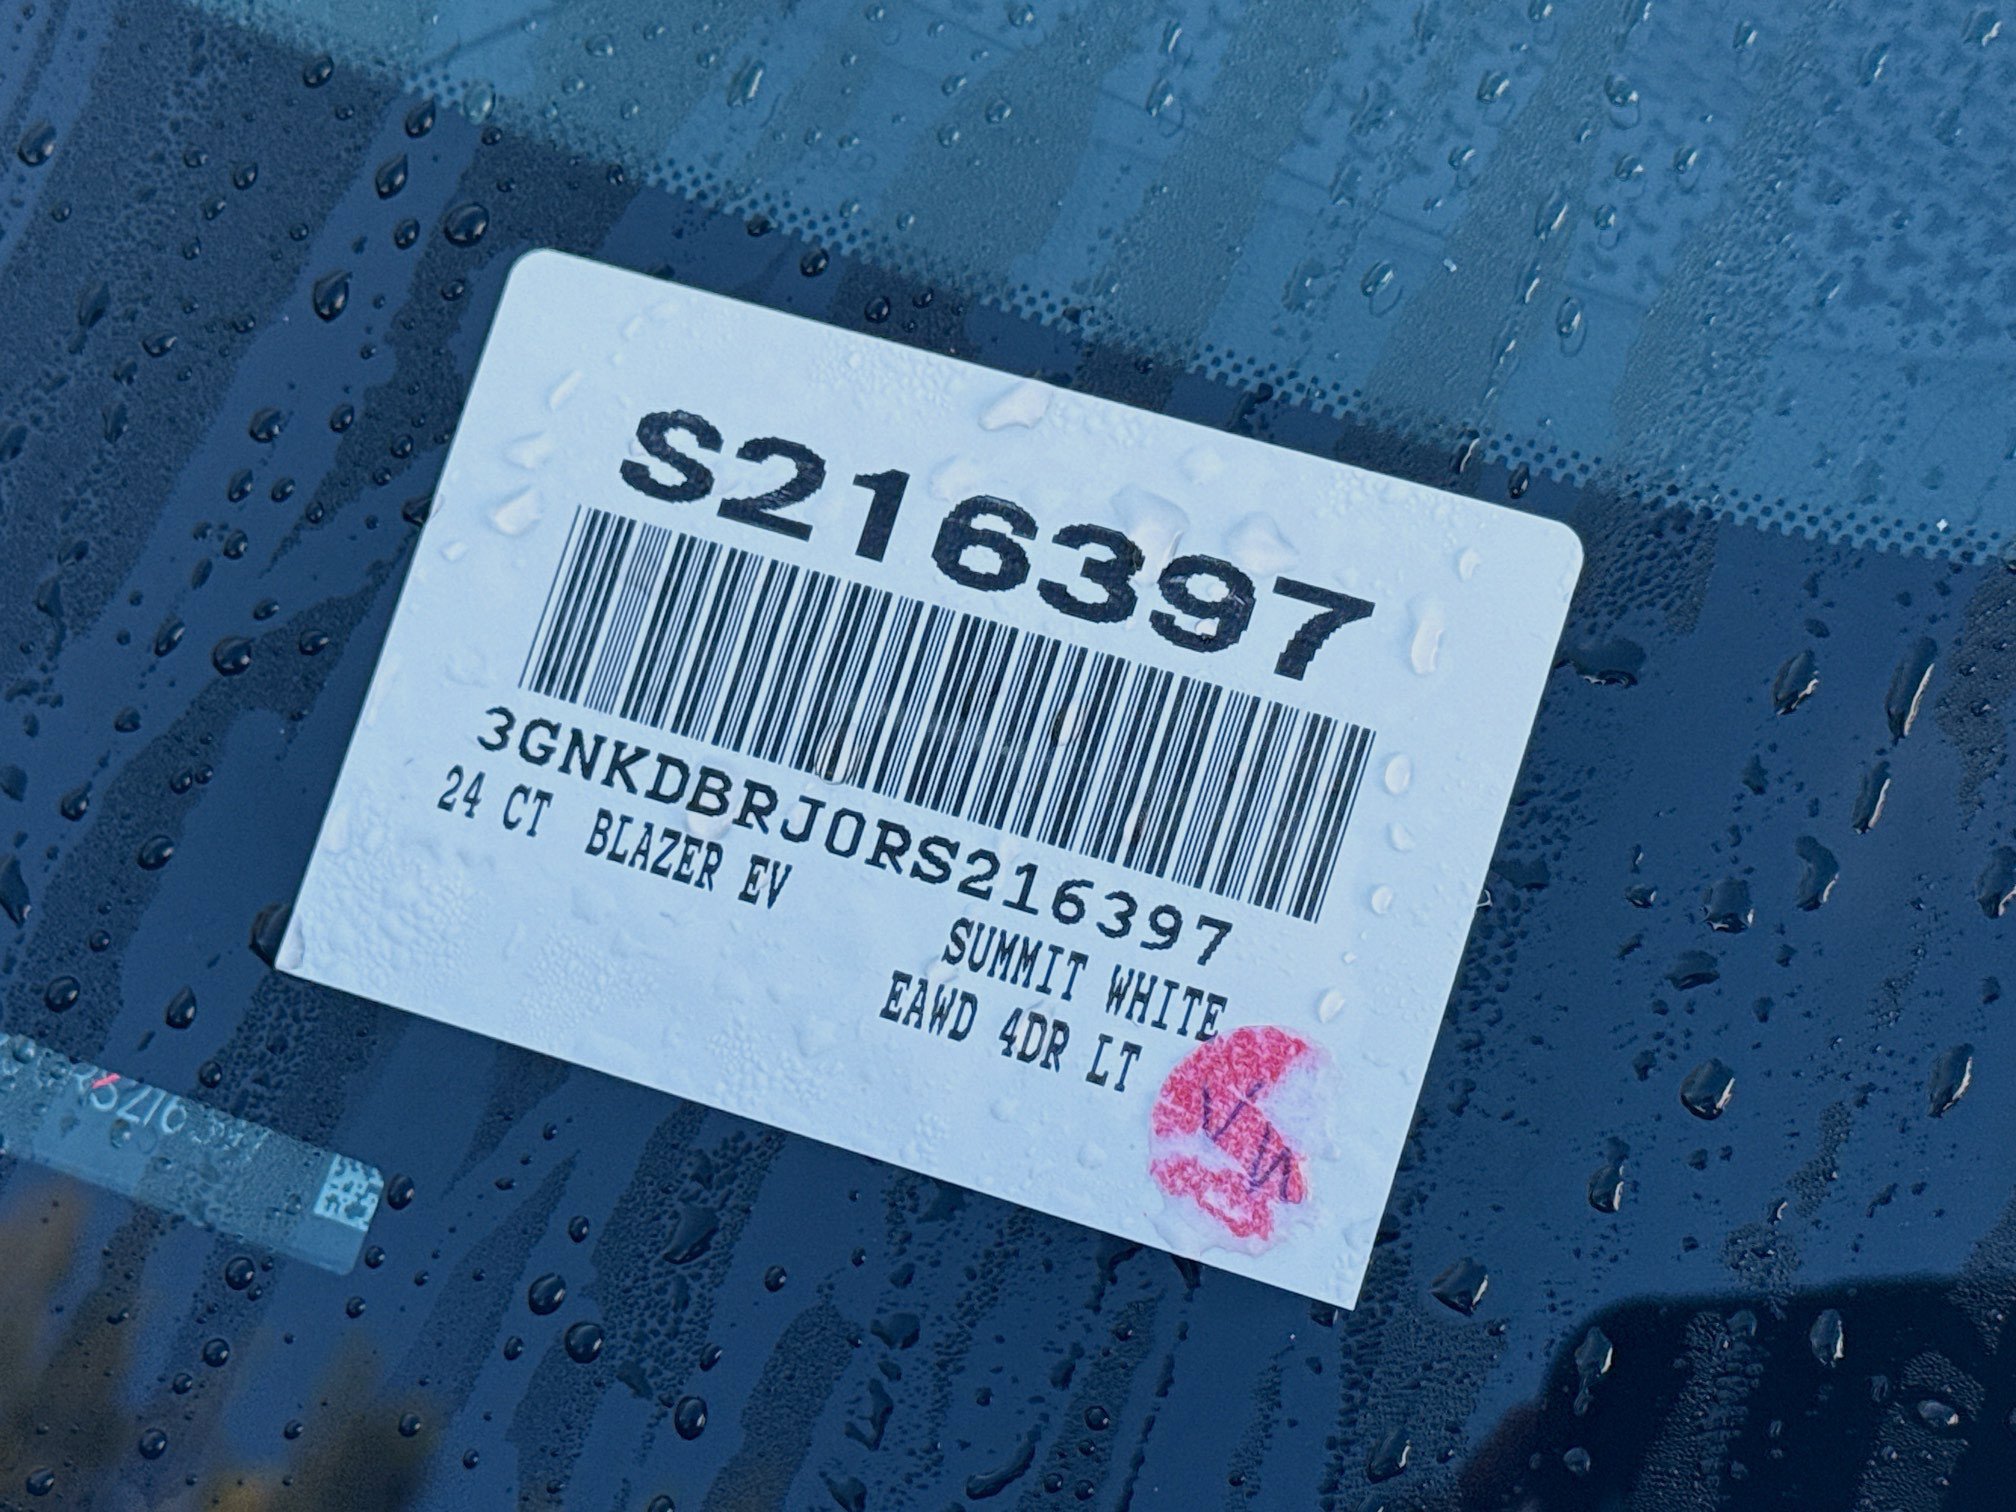 S216397
3GNKDBRJ0RS216397
24 CT BLAZER EV
SUMMIT WHITE
EAWD 4DR LT